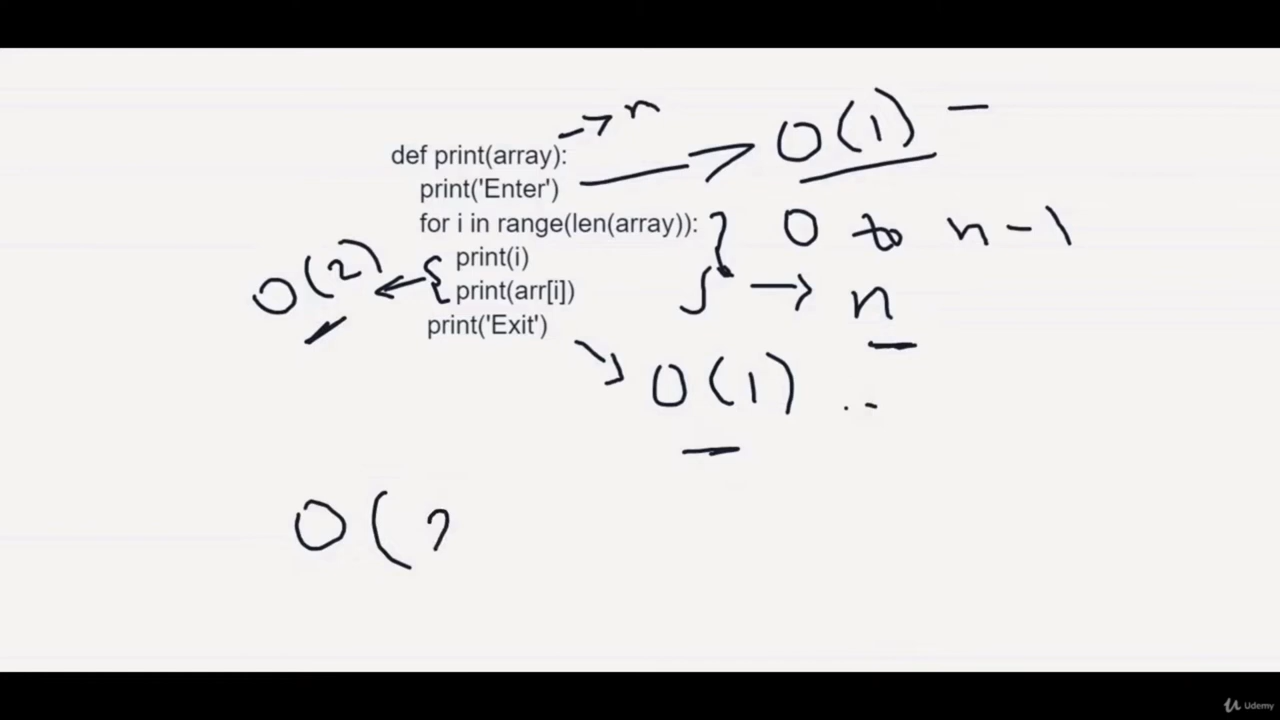 → n
def print(array):
O(1) –
print('Enter')
for i in range(len(array)):
0 to n-1
print(i)
O(2)
print(arr[i])
→ n
print('Exit')
O(1)
O(2
Udemy